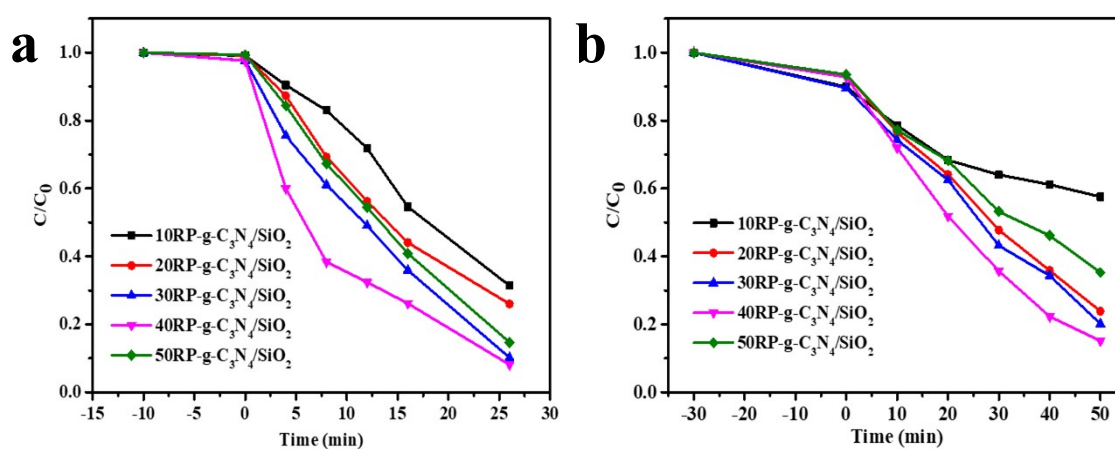 a
C/C₀
1.0
0.8
0.6
0.4
0.2
0.0
10RP-g-C₃N₄/SiO₂
20RP-g-C₃N₄/SiO₂
30RP-g-C₃N₄/SiO₂
40RP-g-C₃N₄/SiO₂
50RP-g-C₃N₄/SiO₂
-15 -10 -5 0 5 10 15 20 25 30
Time (min)
b
C/C₀
1.0
0.8
0.6
0.4
0.2
0.0
10RP-g-C₃N₄/SiO₂
20RP-g-C₃N₄/SiO₂
30RP-g-C₃N₄/SiO₂
40RP-g-C₃N₄/SiO₂
50RP-g-C₃N₄/SiO₂
-30 -20 -10 0 10 20 30 40 50
Time (min)